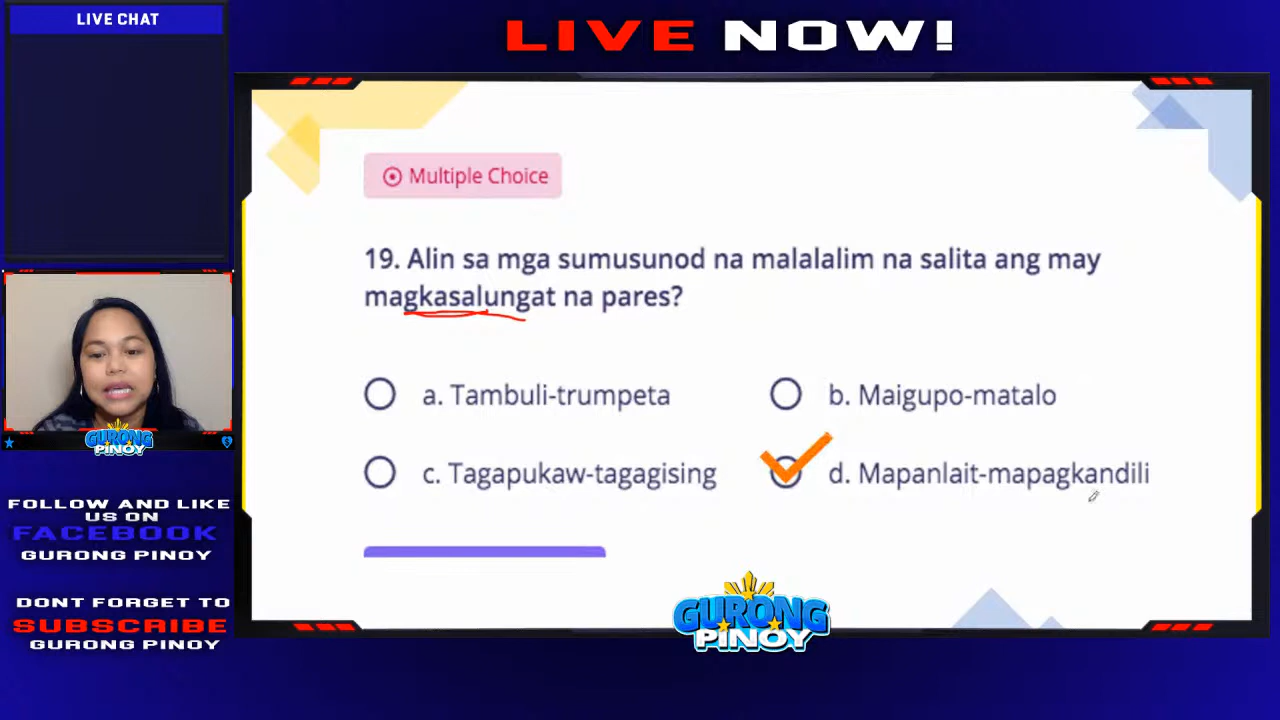 LIVE CHAT
LIVE NOW!
Multiple Choice
19. Alin sa mga sumusunod na malalalim na salita ang may
magkasalungat na pares?
a. Tambuli-trumpeta
b. Maigupo-matalo
c. Tagapukaw-tagagising
d. Mapanlait-mapagkandili
GURONG
PINOY
FOLLOW AND LIKE
US ON
FACEBOOK
GURONG PINOY
DONT FORGET TO
SUBSCRIBE
GURONG PINOY
GURONG
PINOY